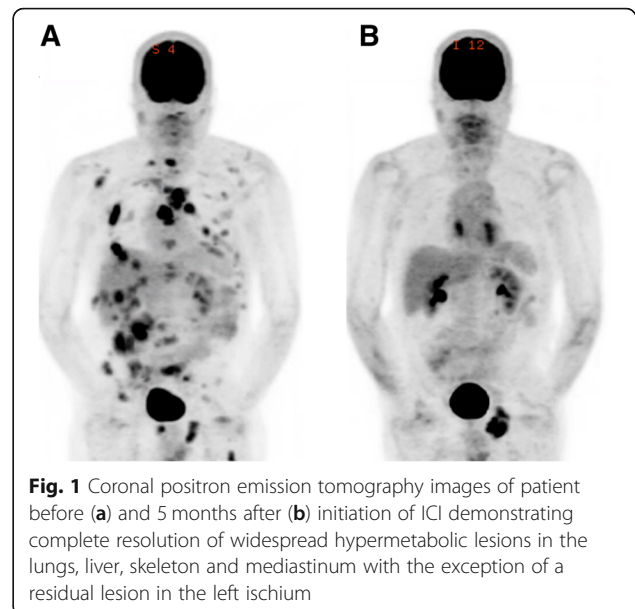 A
B
S 4
I 12
Fig. 1 Coronal positron emission tomography images of patient
before (a) and 5 months after (b) initiation of ICI demonstrating
complete resolution of widespread hypermetabolic lesions in the
lungs, liver, skeleton and mediastinum with the exception of a
residual lesion in the left ischium